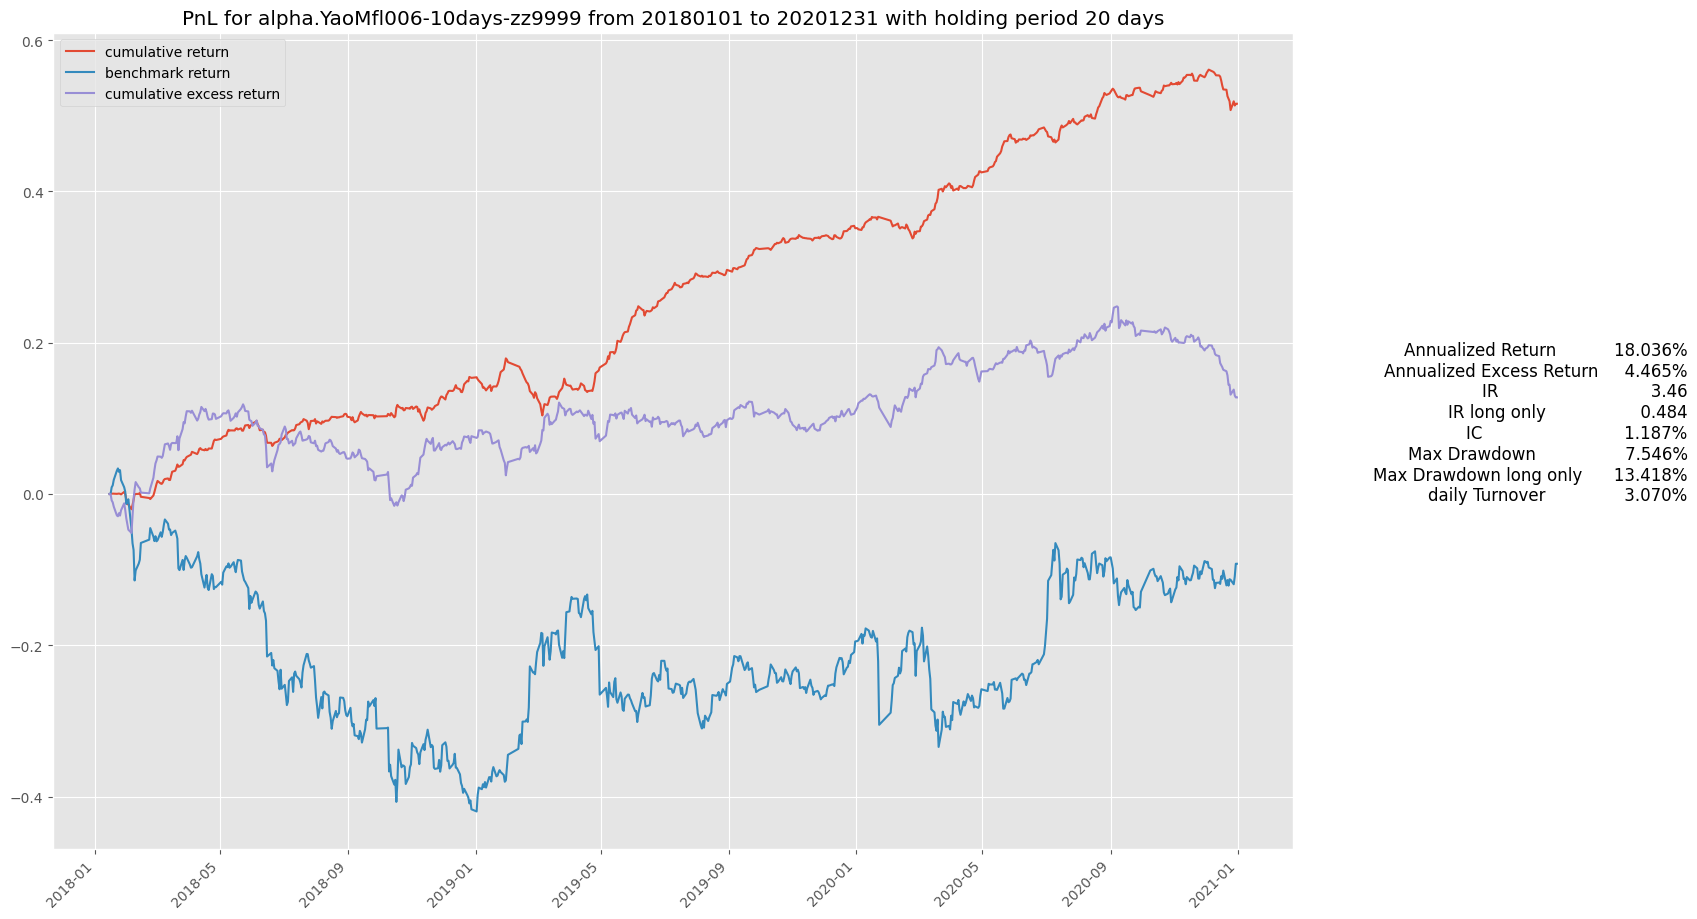 PnL for alpha.YaoMfl006-10days-zz9999 from 20180101 to 20201231 with holding period 20 days
cumulative return
benchmark return
cumulative excess return
0.6
0.4
0.2
0.0
−0.2
−0.4
2018-01
2018-05
2018-09
2019-01
2019-05
2019-09
2020-01
2020-05
2020-09
2021-01
Annualized Return 18.036%
Annualized Excess Return 4.465%
IR 3.46
IR long only 0.484
IC 1.187%
Max Drawdown 7.546%
Max Drawdown long only 13.418%
daily Turnover 3.070%